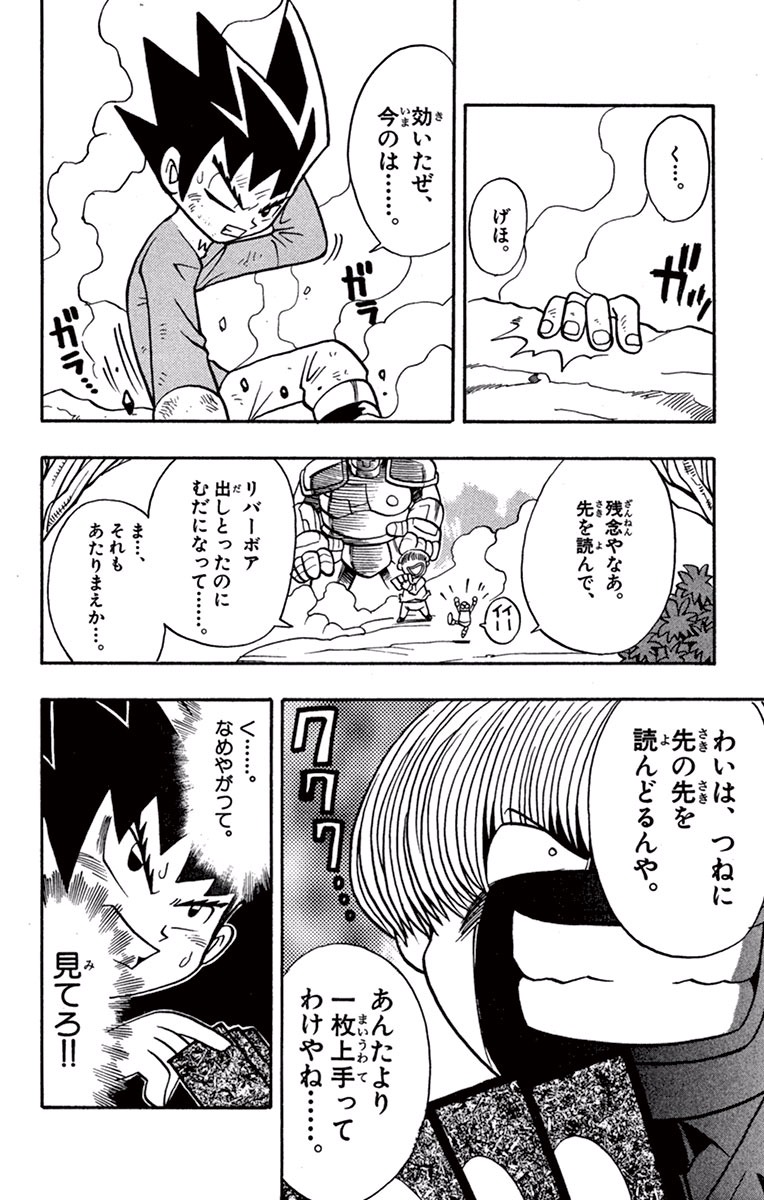 く…。
げほ。
ガラッ
効いたぜ、
今のは……。
ガラ
ガラ…
残念やなあ。
先を読んで、
イイーー
リバーボア
出しとったのに
むだになって……。
ま…、
それも
あたりまえか…。
わいは、つねに
先の先を
読んどるんや。
ククク…
あんたより
一枚上手って
わけやね……。
く……。
なめやがって。
見てろ!!